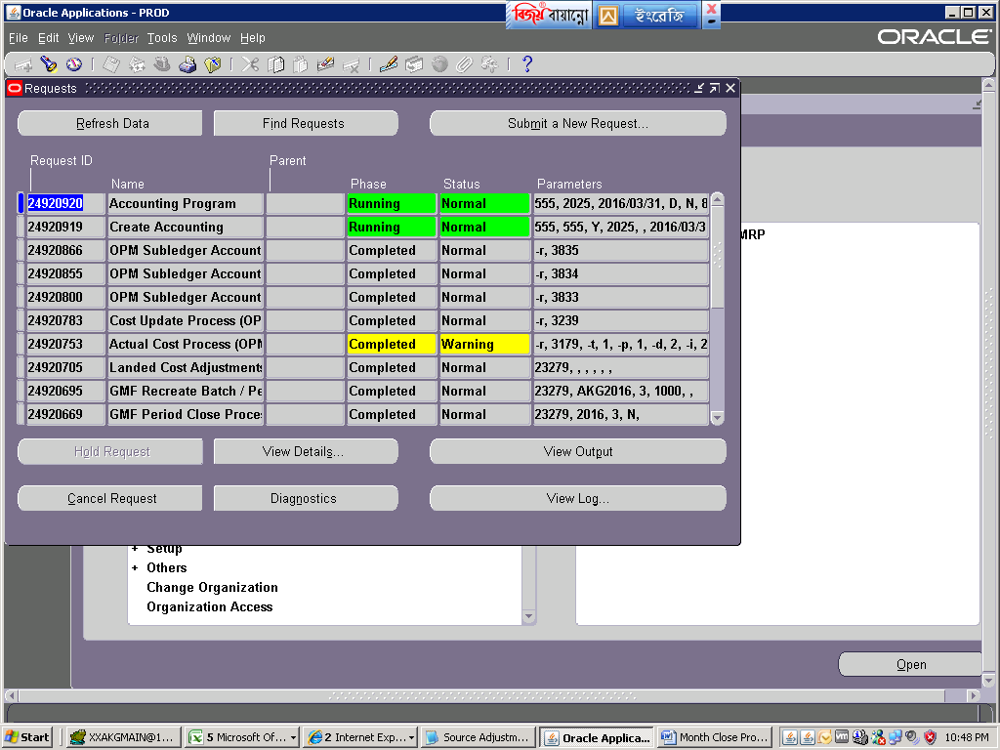 Oracle Applications - PROD
বিজয় বায়ান্নো
ইংরেজি
File Edit View Folder Tools Window Help
ORACLE
Requests
Refresh Data Find Requests Submit a New Request...
Request ID Parent
Name Phase Status Parameters
24920920 Accounting Program Running Normal 555, 2025, 2016/03/31, D, N, 8
24920919 Create Accounting Running Normal 555, 555, Y, 2025, , 2016/03/3
24920866 OPM Subledger Account Completed Normal -r, 3835
24920855 OPM Subledger Account Completed Normal -r, 3834
24920800 OPM Subledger Account Completed Normal -r, 3833
24920783 Cost Update Process (OP Completed Normal -r, 3239
24920753 Actual Cost Process (OPM Completed Warning -r, 3179, -t, 1, -p, 1, -d, 2, -i, 2
24920705 Landed Cost Adjustments Completed Normal 23279, , , , , ,
24920695 GMF Recreate Batch / Pe Completed Normal 23279, AKG2016, 3, 1000, ,
24920669 GMF Period Close Proce Completed Normal 23279, 2016, 3, N,
MRP
Hold Request View Details... View Output
Cancel Request Diagnostics View Log...
+ Setup
+ Others
Change Organization
Organization Access
Open
Start XXAKGMAIN@1... 5 Microsoft Of... 2 Internet Exp... Source Adjustm... Oracle Applica... Month Close Pro... 10:48 PM